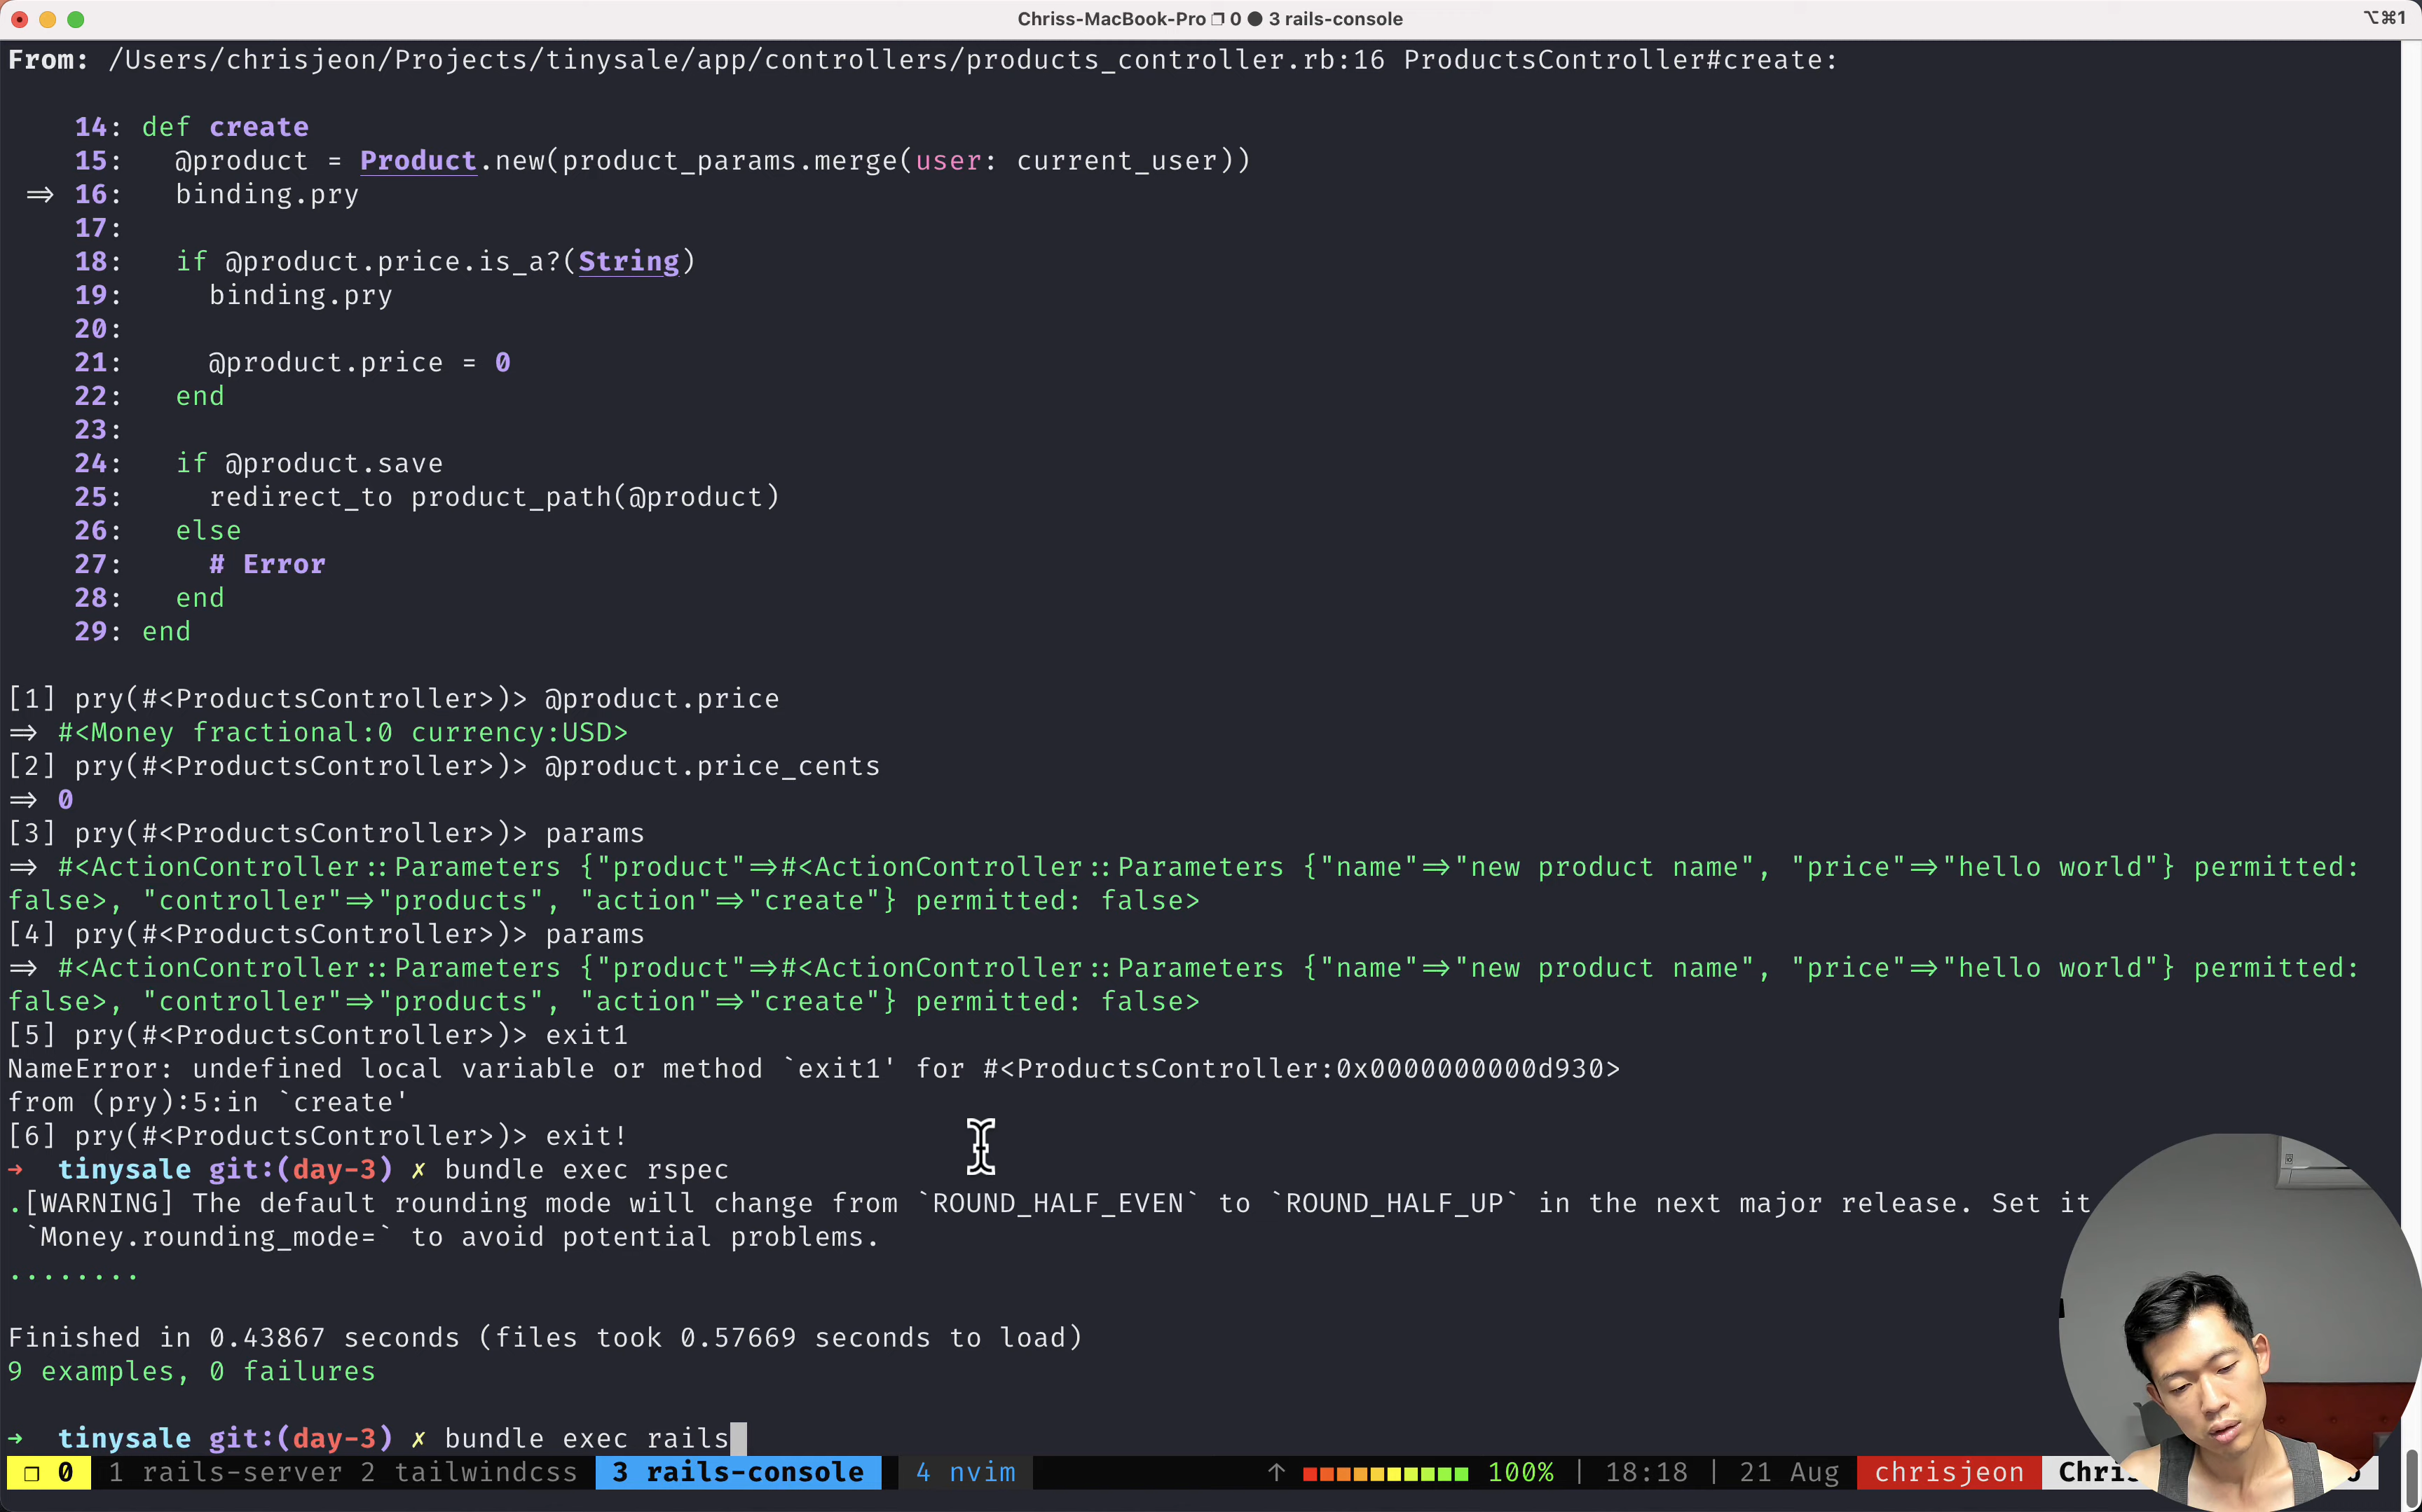 Chriss-MacBook-Pro ❐ 0 ● 3 rails-console
⌥⌘1
From: /Users/chrisjeon/Projects/tinysale/app/controllers/products_controller.rb:16 ProductsController#create:
14: def create
15:   @product = Product.new(product_params.merge(user: current_user))
=> 16:   binding.pry
17:
18:   if @product.price.is_a?(String)
19:     binding.pry
20:
21:     @product.price = 0
22:   end
23:
24:   if @product.save
25:     redirect_to product_path(@product)
26:   else
27:     # Error
28:   end
29: end
[1] pry(#<ProductsController>)> @product.price
=> #<Money fractional:0 currency:USD>
[2] pry(#<ProductsController>)> @product.price_cents
=> 0
[3] pry(#<ProductsController>)> params
=> #<ActionController::Parameters {"product"=>#<ActionController::Parameters {"name"=>"new product name", "price"=>"hello world"} permitted:
false>, "controller"=>"products", "action"=>"create"} permitted: false>
[4] pry(#<ProductsController>)> params
=> #<ActionController::Parameters {"product"=>#<ActionController::Parameters {"name"=>"new product name", "price"=>"hello world"} permitted:
false>, "controller"=>"products", "action"=>"create"} permitted: false>
[5] pry(#<ProductsController>)> exit1
NameError: undefined local variable or method `exit1' for #<ProductsController:0x0000000000d930>
from (pry):5:in `create'
[6] pry(#<ProductsController>)> exit!
➜  tinysale git:(day-3) ✗ bundle exec rspec
.[WARNING] The default rounding mode will change from `ROUND_HALF_EVEN` to `ROUND_HALF_UP` in the next major release. Set it
`Money.rounding_mode=` to avoid potential problems.
........
Finished in 0.43867 seconds (files took 0.57669 seconds to load)
9 examples, 0 failures
➜  tinysale git:(day-3) ✗ bundle exec rails
❐ 0 1 rails-server 2 tailwindcss 3 rails-console 4 nvim ↑ 100% | 18:18 | 21 Aug chrisjeon